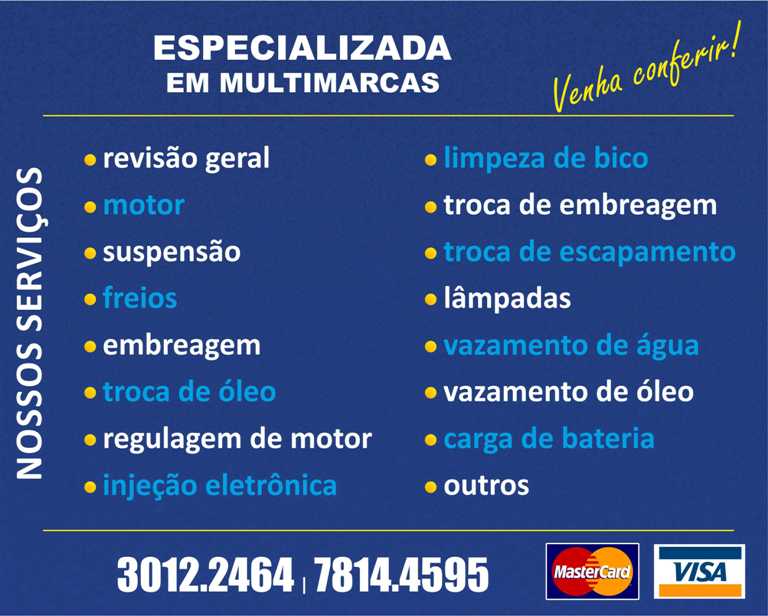 ESPECIALIZADA
EM MULTIMARCAS
Venha conferir!
NOSSOS SERVIÇOS
revisão geral
motor
suspensão
freios
embreagem
troca de óleo
regulagem de motor
injeção eletrônica
limpeza de bico
troca de embreagem
troca de escapamento
lâmpadas
vazamento de água
vazamento de óleo
carga de bateria
outros
3012.2464 | 7814.4595
MasterCard
VISA